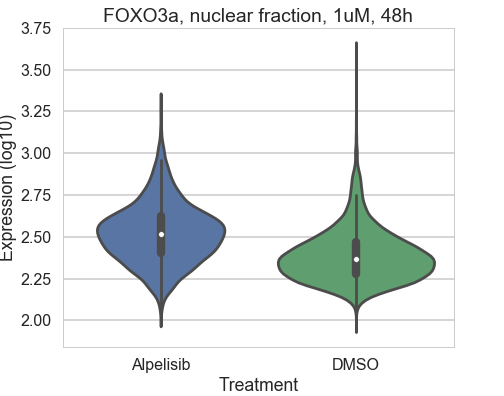 FOXO3a, nuclear fraction, 1uM, 48h
Expression (log10)
3.75
3.50
3.25
3.00
2.75
2.50
2.25
2.00
Alpelisib
DMSO
Treatment